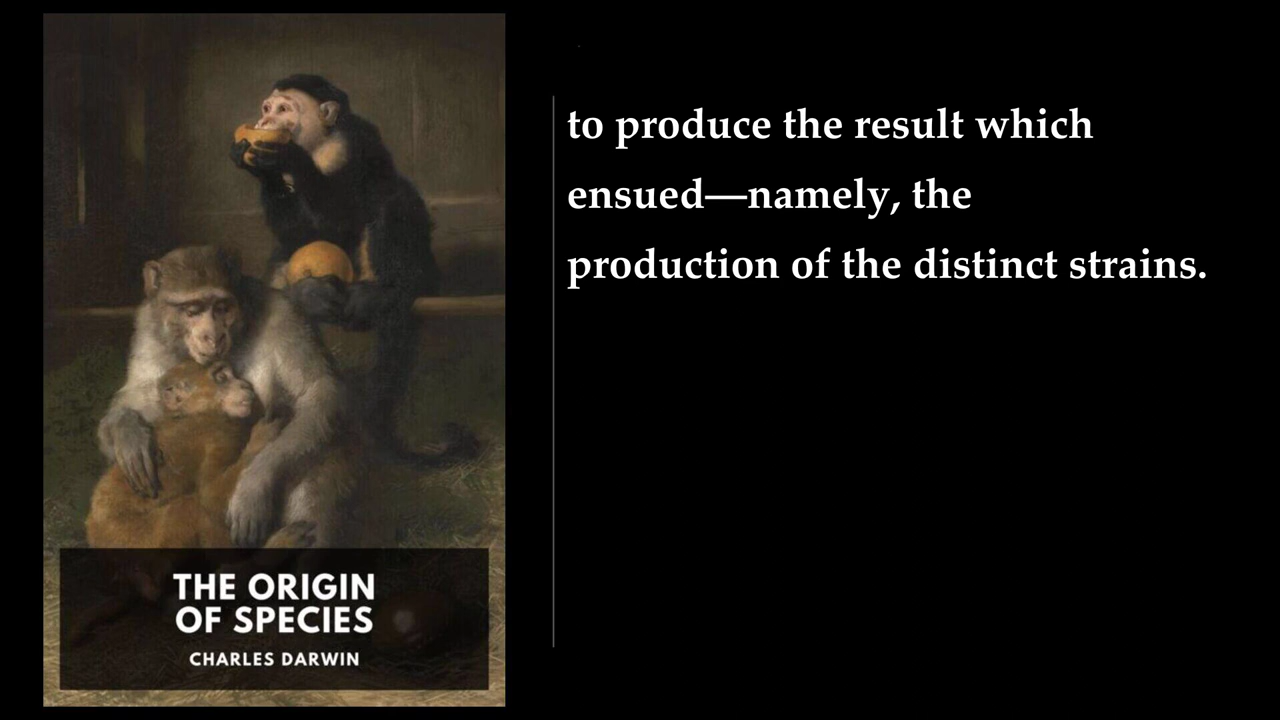 to produce the result which
ensued—namely, the
production of the distinct strains.
THE ORIGIN
OF SPECIES
CHARLES DARWIN